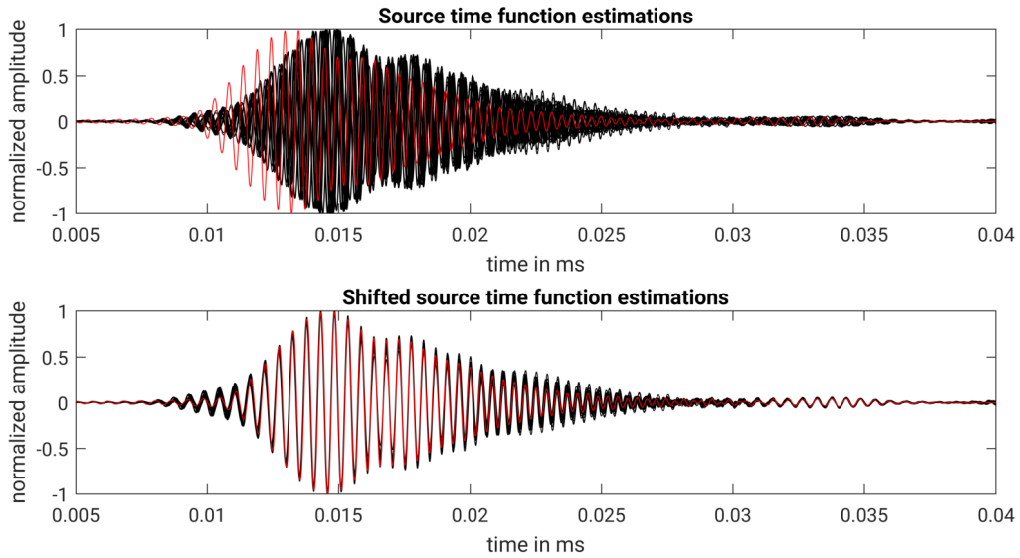 Source time function estimations
normalized amplitude
1
0.5
0
-0.5
-1
0.005 0.01 0.015 0.02 0.025 0.03 0.035 0.04
time in ms
Shifted source time function estimations
normalized amplitude
1
0.5
0
-0.5
-1
0.005 0.01 0.015 0.02 0.025 0.03 0.035 0.04
time in ms